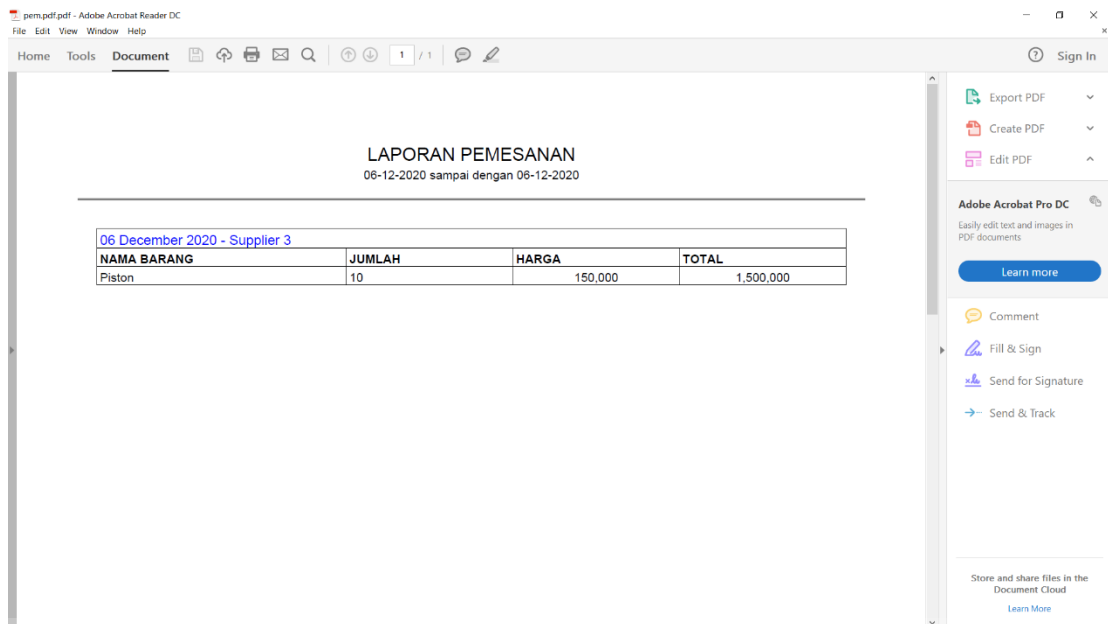 pem.pdf.pdf - Adobe Acrobat Reader DC
File Edit View Window Help
Home Tools Document 1 / 1 Sign In
LAPORAN PEMESANAN
06-12-2020 sampai dengan 06-12-2020
06 December 2020 - Supplier 3
NAMA BARANG JUMLAH HARGA TOTAL
Piston 10 150,000 1,500,000
Export PDF
Create PDF
Edit PDF
Adobe Acrobat Pro DC
Easily edit text and images in
PDF documents
Learn more
Comment
Fill & Sign
Send for Signature
Send & Track
Store and share files in the
Document Cloud
Learn More